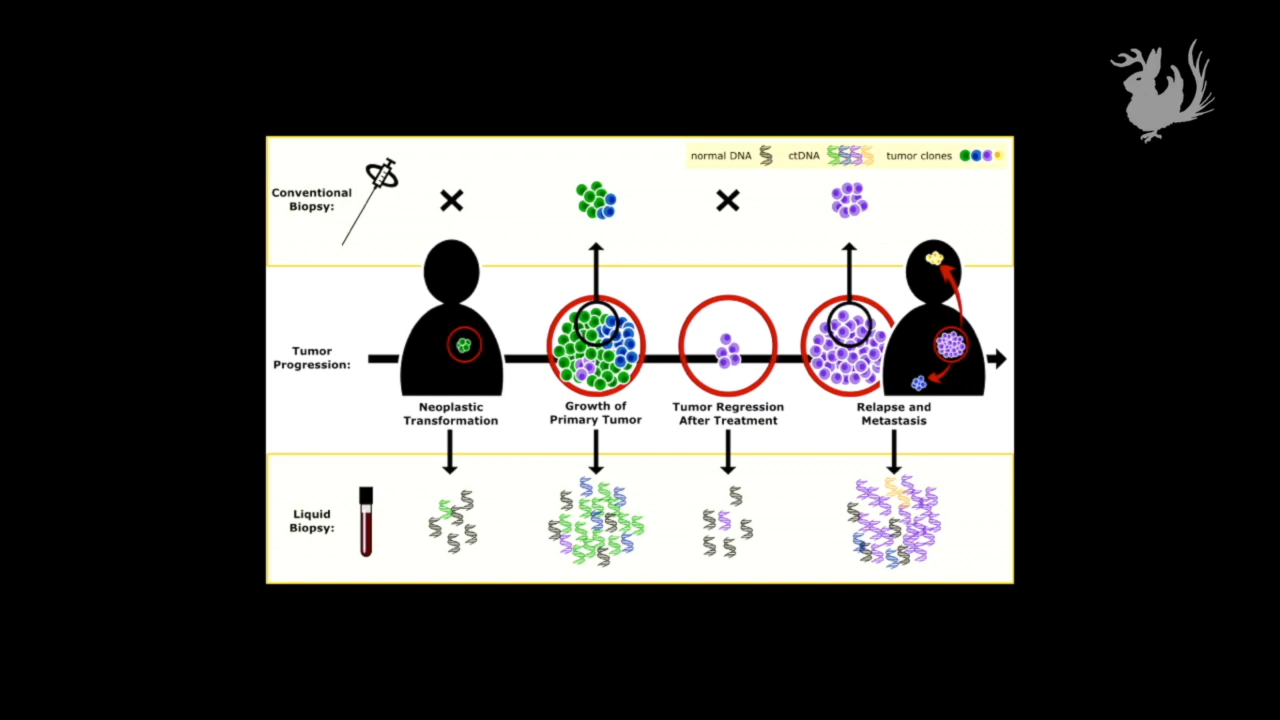 normal DNA
ctDNA
tumor clones
Conventional
Biopsy:
Tumor
Progression:
Neoplastic
Transformation
Growth of
Primary Tumor
Tumor Regression
After Treatment
Relapse and
Metastasis
Liquid
Biopsy: